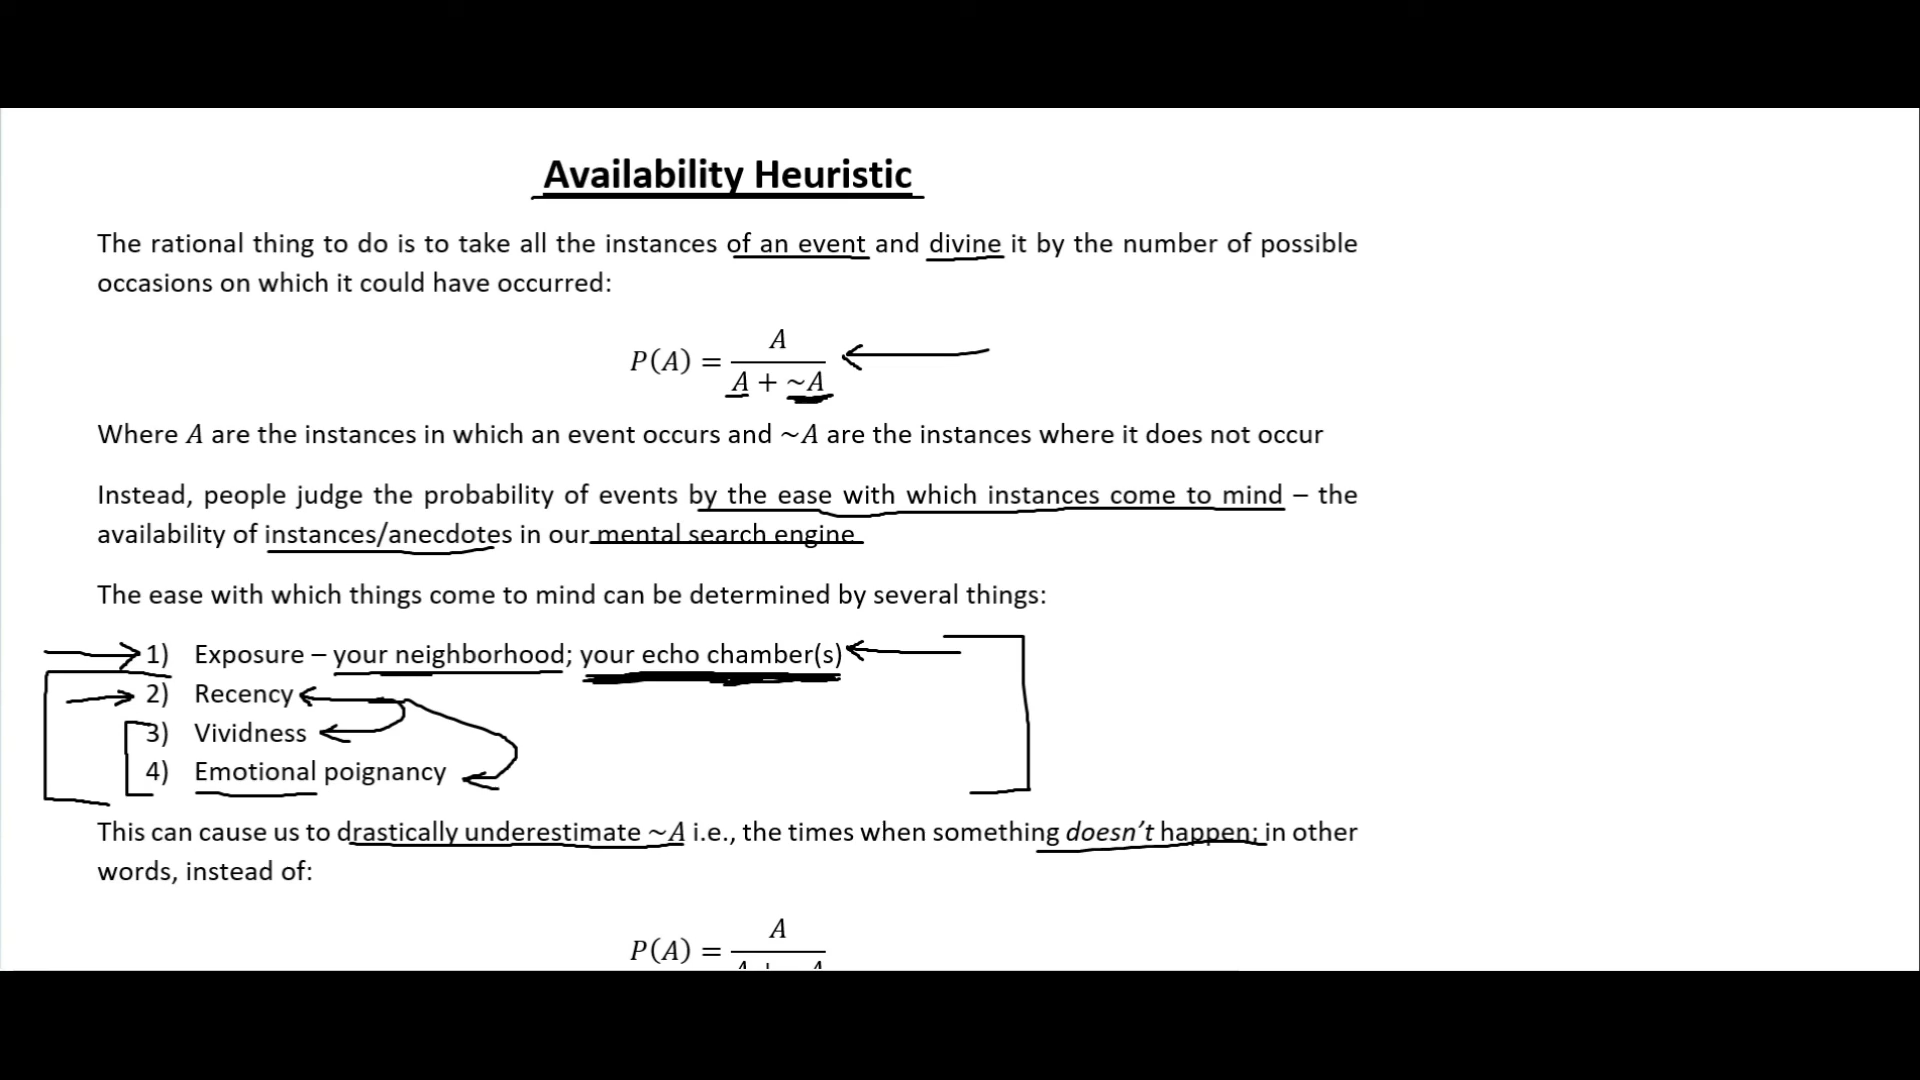 Availability Heuristic
The rational thing to do is to take all the instances of an event and divine it by the number of possible
occasions on which it could have occurred:
P(A) = A / (A + ~A)
Where A are the instances in which an event occurs and ~A are the instances where it does not occur
Instead, people judge the probability of events by the ease with which instances come to mind – the
availability of instances/anecdotes in our mental search engine
The ease with which things come to mind can be determined by several things:
1) Exposure – your neighborhood; your echo chamber(s)
2) Recency
3) Vividness
4) Emotional poignancy
This can cause us to drastically underestimate ~A i.e., the times when something doesn't happen; in other
words, instead of:
P(A) = A